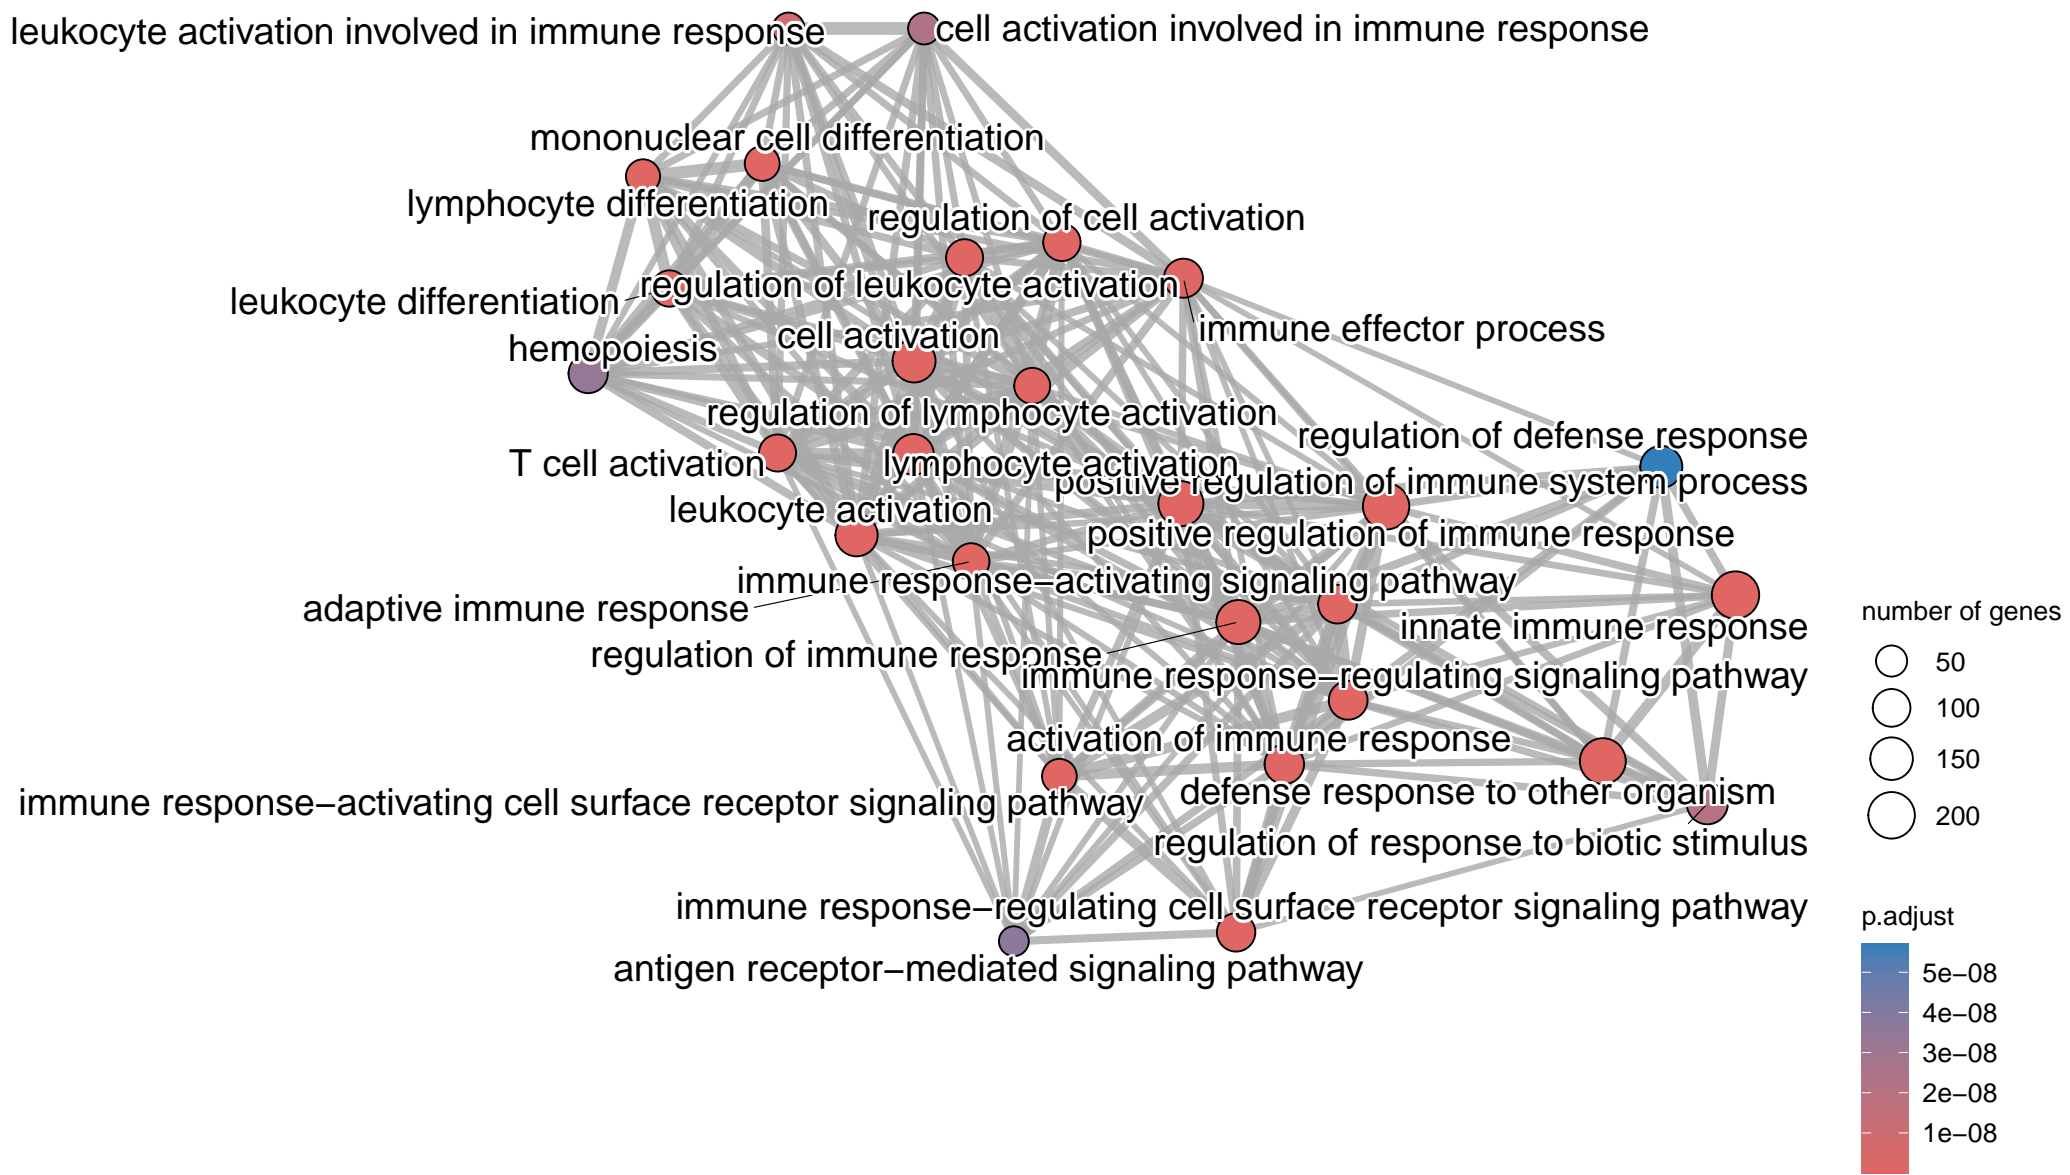 leukocyte activation involved in immune response
cell activation involved in immune response
mononuclear cell differentiation
lymphocyte differentiation
regulation of cell activation
regulation of leukocyte activation
leukocyte differentiation
immune effector process
cell activation
hemopoiesis
regulation of lymphocyte activation
regulation of defense response
T cell activation
lymphocyte activation
positive regulation of immune system process
leukocyte activation
positive regulation of immune response
immune response−activating signaling pathway
adaptive immune response
innate immune response
regulation of immune response
immune response−regulating signaling pathway
activation of immune response
defense response to other organism
immune response−activating cell surface receptor signaling pathway
regulation of response to biotic stimulus
immune response−regulating cell surface receptor signaling pathway
antigen receptor−mediated signaling pathway
number of genes
50
100
150
200
p.adjust
5e−08
4e−08
3e−08
2e−08
1e−08